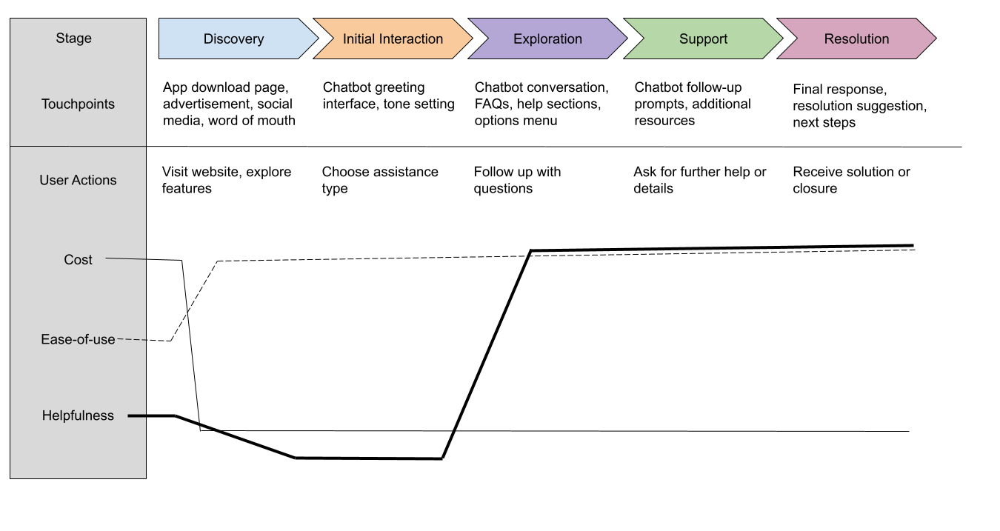 Stage
Discovery
Initial Interaction
Exploration
Support
Resolution
Touchpoints
App download page,
advertisement, social
media, word of mouth
Chatbot greeting
interface, tone setting
Chatbot conversation,
FAQs, help sections,
options menu
Chatbot follow-up
prompts, additional
resources
Final response,
resolution suggestion,
next steps
User Actions
Visit website, explore
features
Choose assistance
type
Follow up with
questions
Ask for further help or
details
Receive solution or
closure
Cost
Ease-of-use
Helpfulness